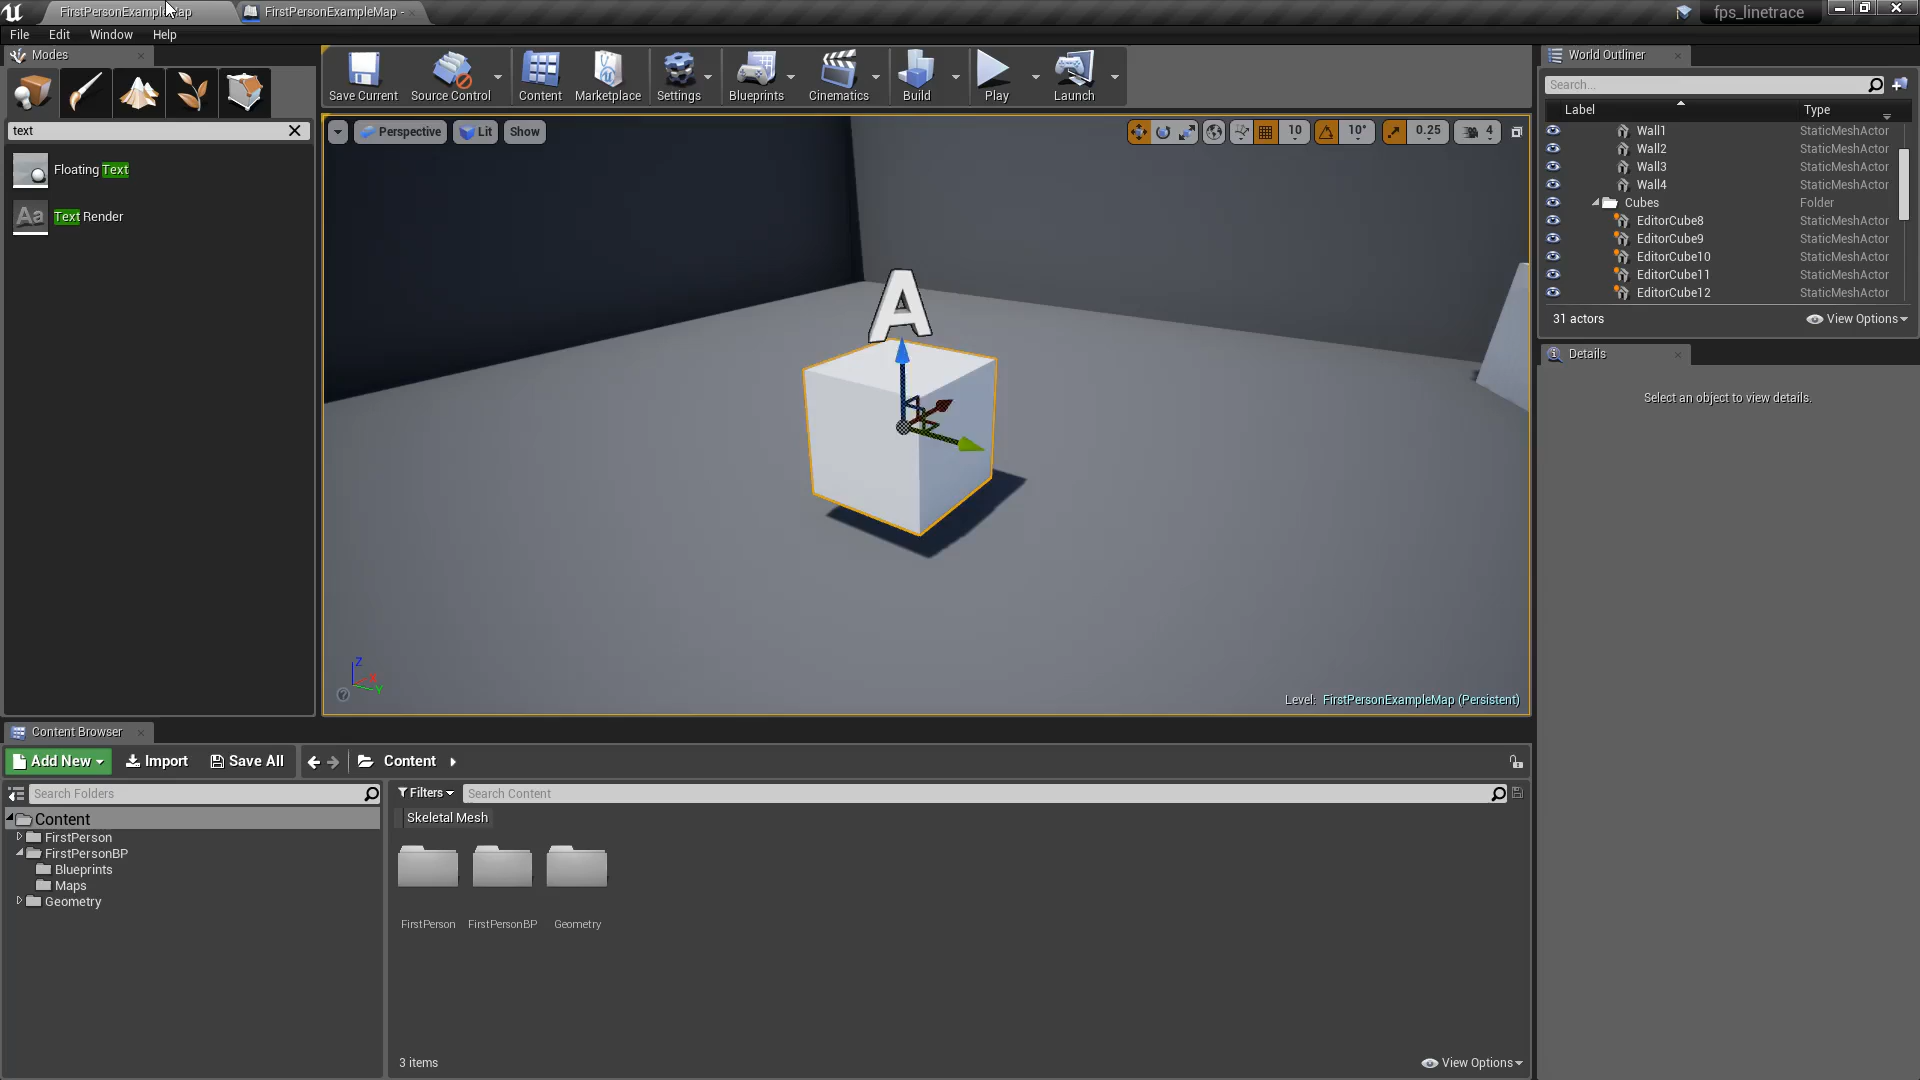 FirstPersonExampleMap
FirstPersonExampleMap -
fps_linetrace
File Edit Window Help
Modes
text
Floating Text
Aa
Text Render
Save Current
Source Control
Content
Marketplace
Settings
Blueprints
Cinematics
Build
Play
Launch
Perspective
Lit
Show
10
10°
0.25
4
A
Z
X
Y
Level: FirstPersonExampleMap (Persistent)
World Outliner
Search...
Label Type
Wall1 StaticMeshActor
Wall2 StaticMeshActor
Wall3 StaticMeshActor
Wall4 StaticMeshActor
Cubes Folder
EditorCube8 StaticMeshActor
EditorCube9 StaticMeshActor
EditorCube10 StaticMeshActor
EditorCube11 StaticMeshActor
EditorCube12 StaticMeshActor
31 actors
View Options
Details
Select an object to view details.
Content Browser
Add New
Import
Save All
Content
Search Folders
Content
FirstPerson
FirstPersonBP
Blueprints
Maps
Geometry
Filters
Search Content
Skeletal Mesh
FirstPerson
FirstPersonBP
Geometry
3 items
View Options